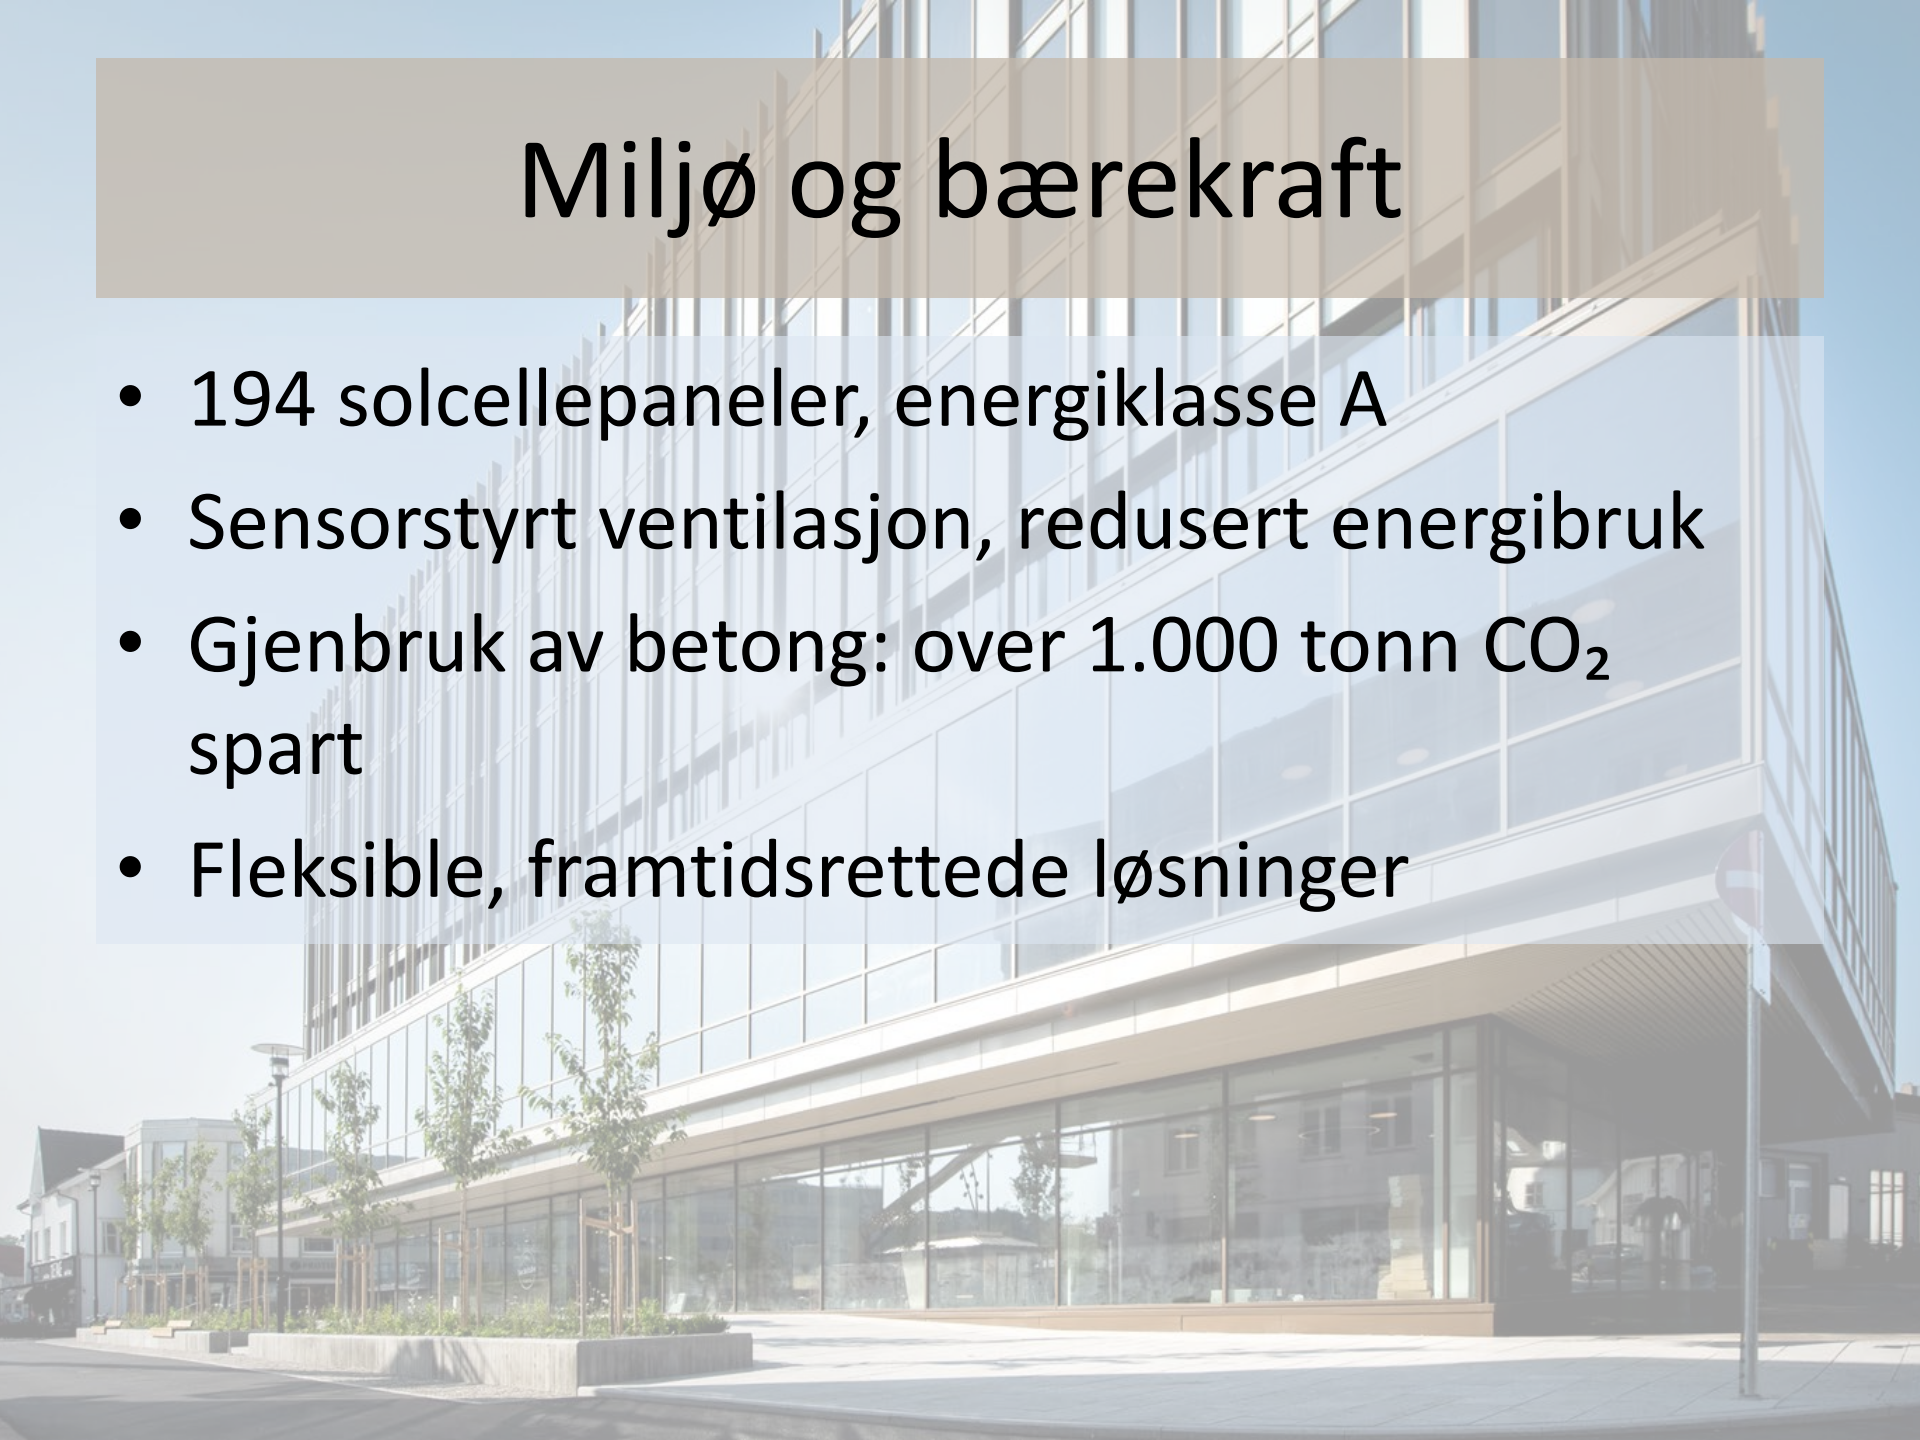 Miljø og bærekraft
• 194 solcellepaneler, energiklasse A
• Sensorstyrt ventilasjon, redusert energibruk
• Gjenbruk av betong: over 1.000 tonn CO₂
spart
• Fleksible, framtidsrettede løsninger